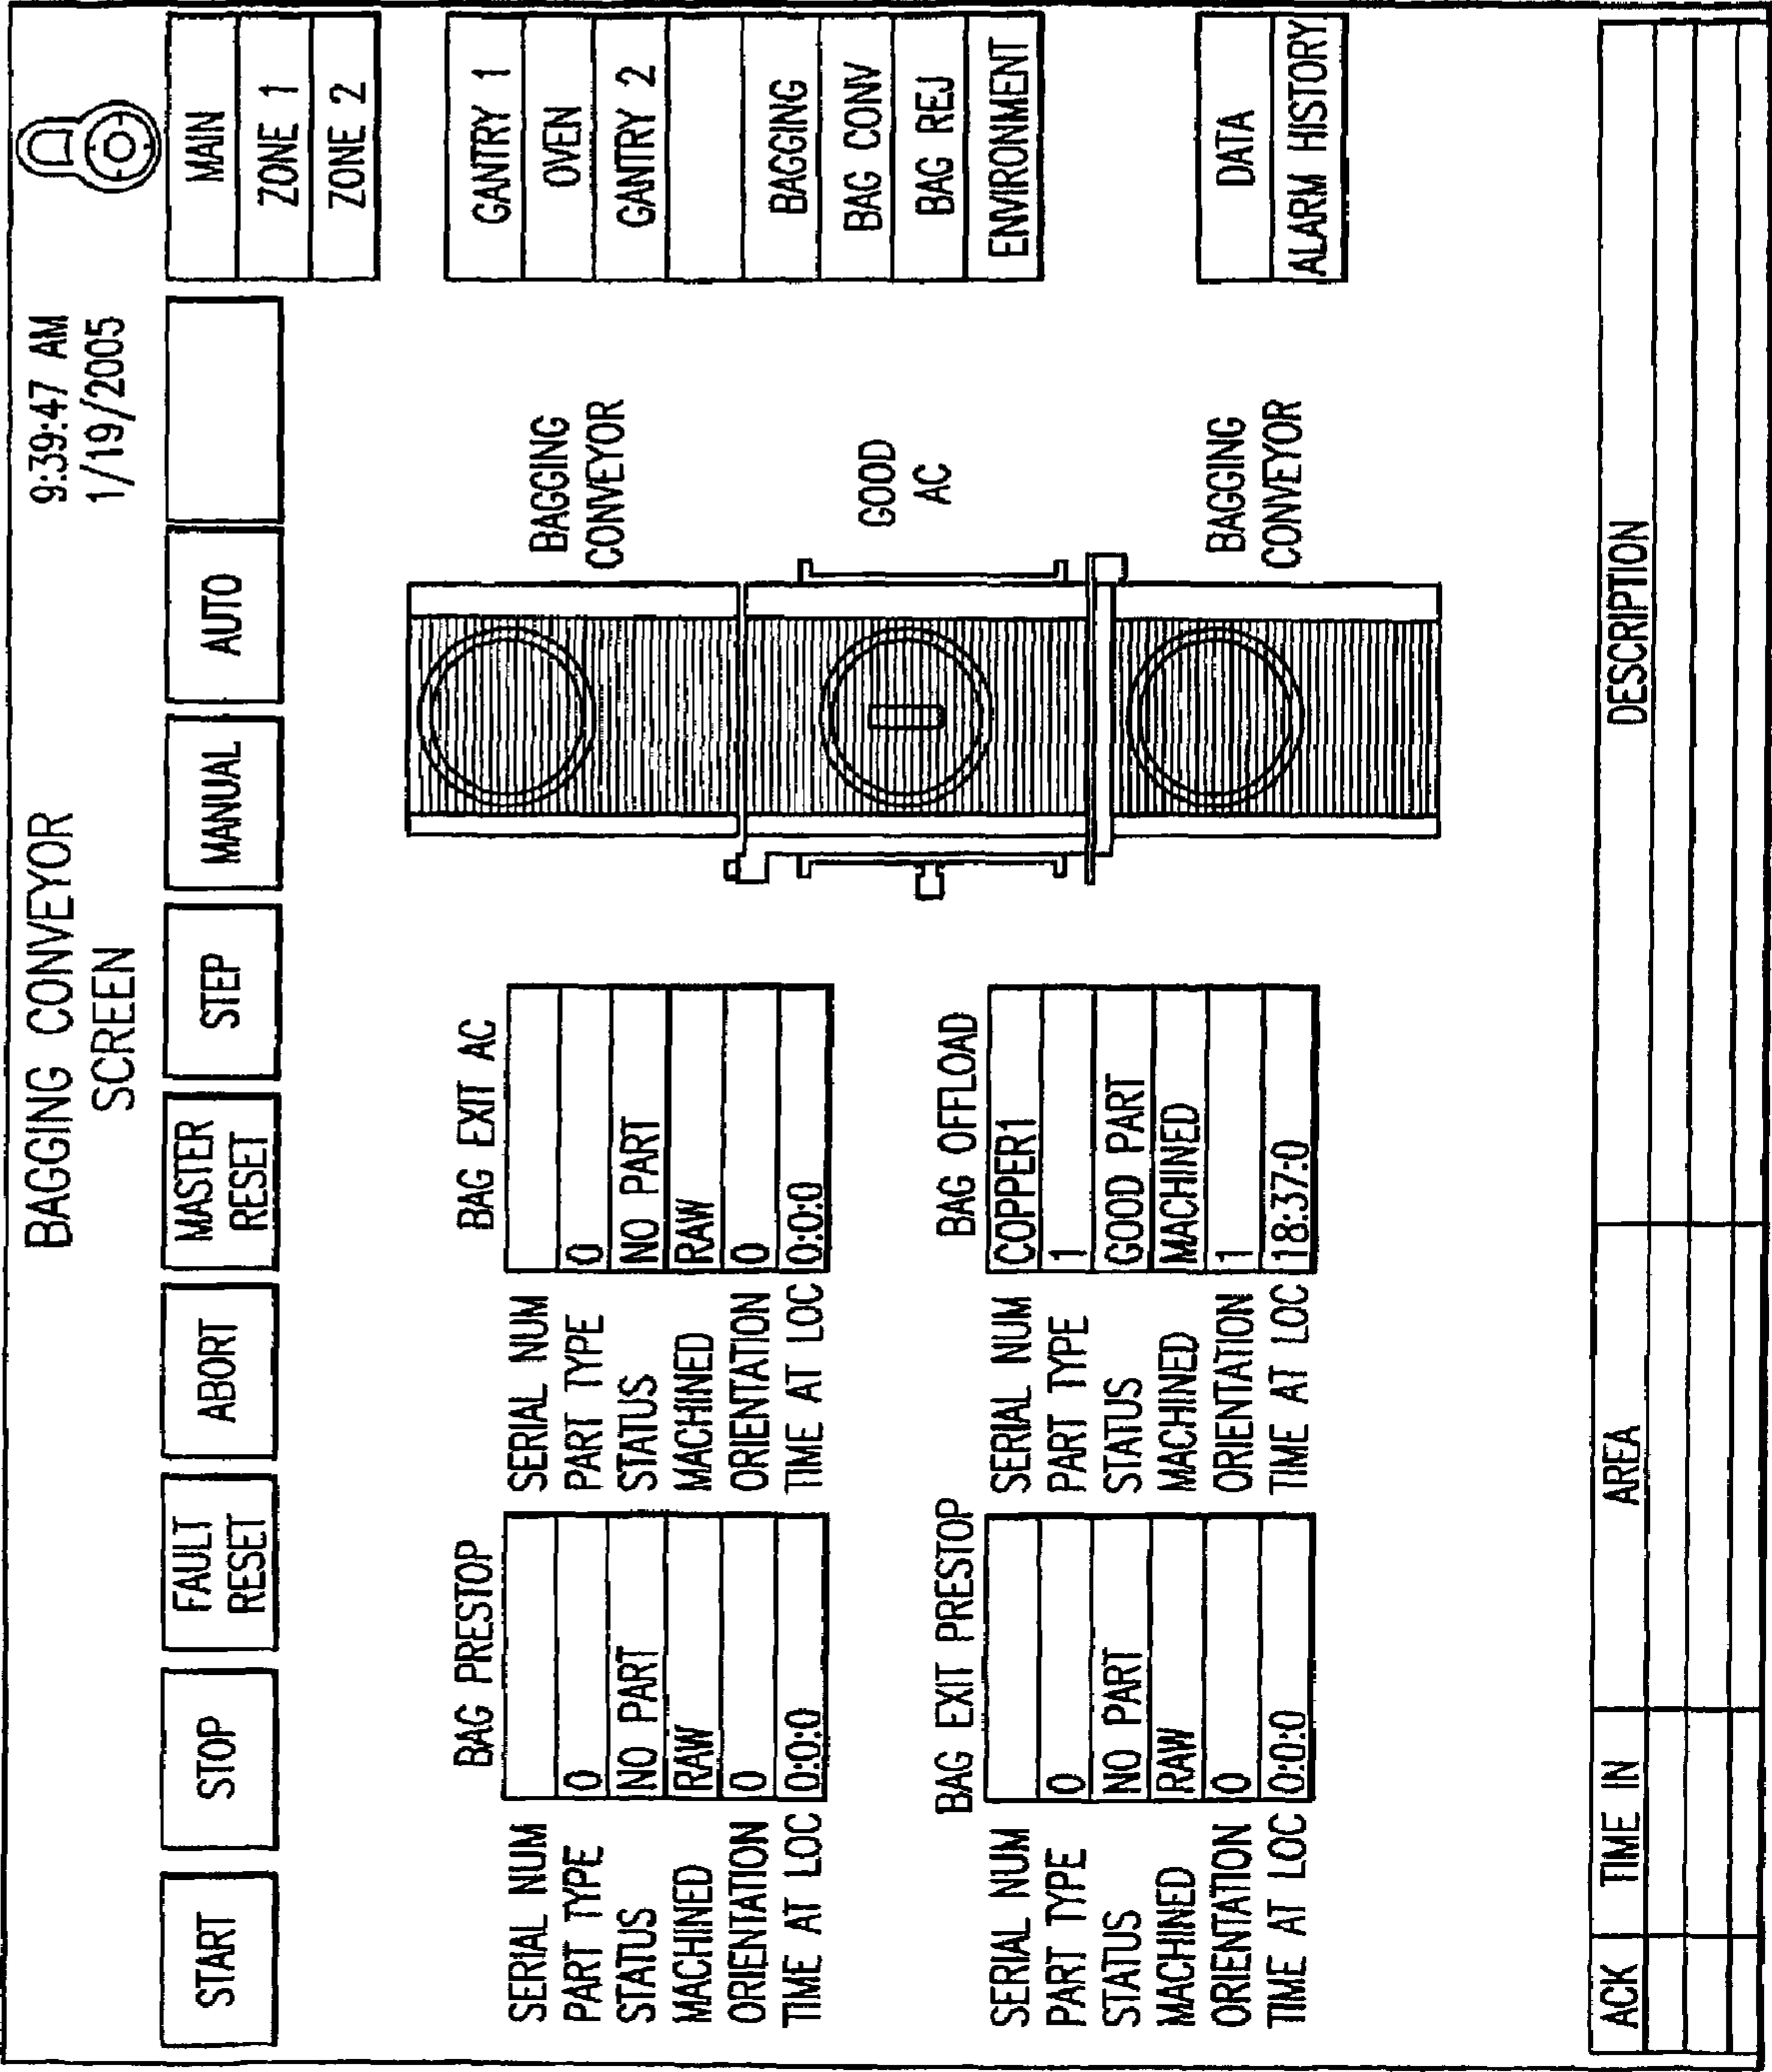 BAGGING CONVEYOR
SCREEN
9:39:47 AM
1/19/2005
START
STOP
FAULT
RESET
ABORT
MASTER
RESET
STEP
MANUAL
AUTO
MAIN
ZONE 1
ZONE 2
GANTRY 1
OVEN
GANTRY 2
BAGGING
BAG CONV
BAG REJ
ENVIRONMENT
DATA
ALARM HISTORY
BAG PRESTOP
SERIAL NUM
PART TYPE 0
STATUS NO PART
MACHINED RAW
ORIENTATION 0
TIME AT LOC 0:0:0
BAG EXIT AC
SERIAL NUM
PART TYPE 0
STATUS NO PART
MACHINED RAW
ORIENTATION 0
TIME AT LOC 0:0:0
BAGGING
CONVEYOR
GOOD
AC
BAGGING
CONVEYOR
BAG EXIT PRESTOP
SERIAL NUM
PART TYPE 0
STATUS NO PART
MACHINED RAW
ORIENTATION 0
TIME AT LOC 0:0:0
BAG OFFLOAD
SERIAL NUM COPPER1
PART TYPE 1
STATUS GOOD PART
MACHINED MACHINED
ORIENTATION 1
TIME AT LOC 18:37:0
ACK TIME IN AREA DESCRIPTION